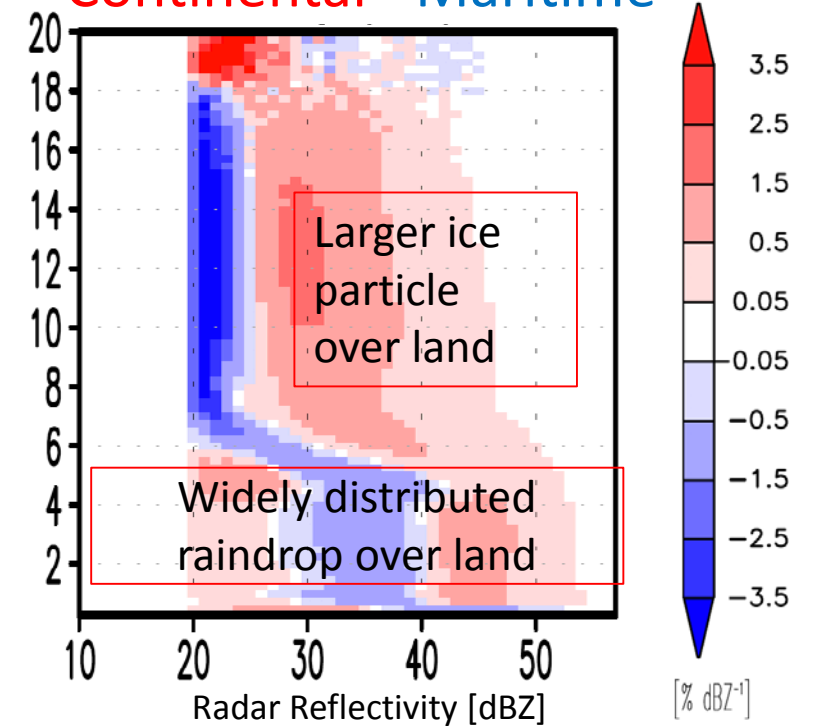 Continental - Maritime
20
18
16
14
12
10
8
6
4
2
Larger ice
particle
over land
Widely distributed
raindrop over land
10 20 30 40 50
Radar Reflectivity [dBZ]
3.5
2.5
1.5
0.5
0.05
-0.05
-0.5
-1.5
-2.5
-3.5
[% dBZ⁻¹]